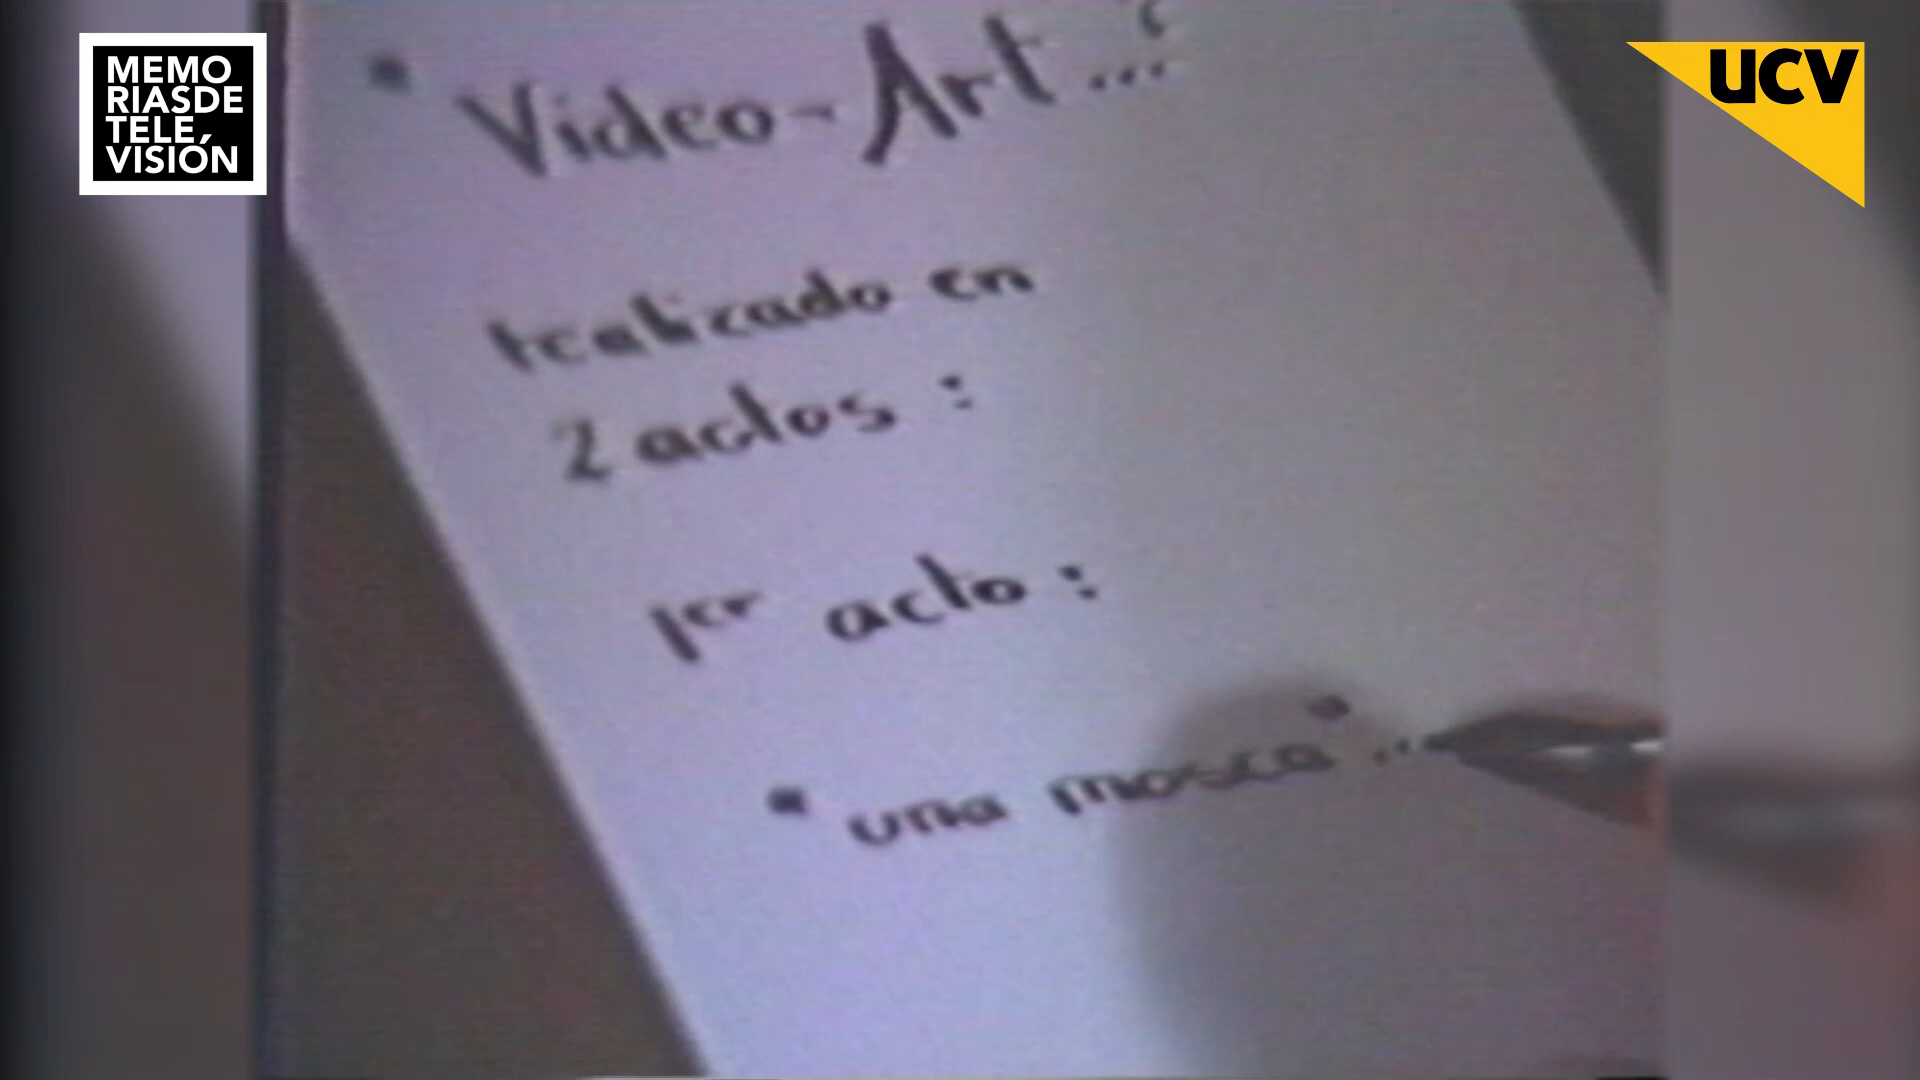 MEMO
RIASDE
TELE
VISIÓN
UCV
"Video-Art...
realizado en
2 actos :
1er acto :
"una mosca"...